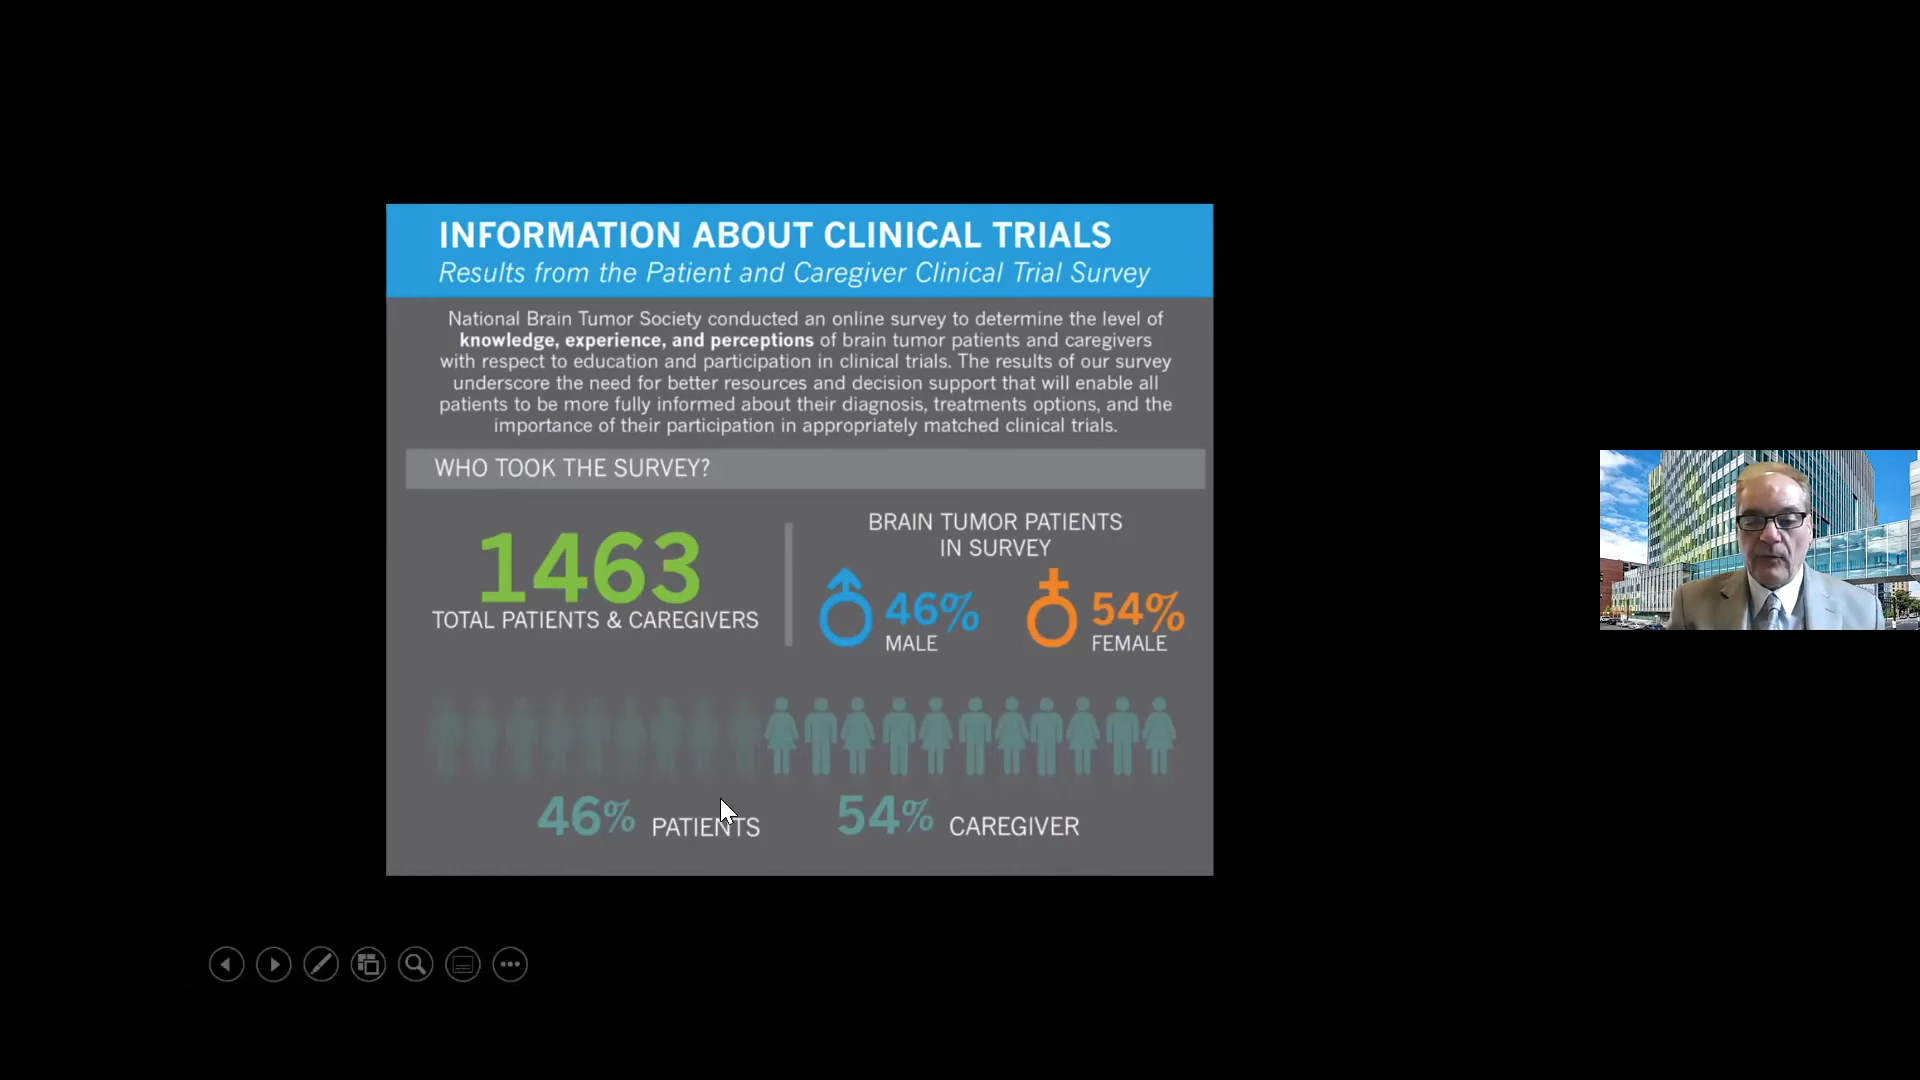 INFORMATION ABOUT CLINICAL TRIALS
Results from the Patient and Caregiver Clinical Trial Survey
National Brain Tumor Society conducted an online survey to determine the level of
knowledge, experience, and perceptions of brain tumor patients and caregivers
with respect to education and participation in clinical trials. The results of our survey
underscore the need for better resources and decision support that will enable all
patients to be more fully informed about their diagnosis, treatments options, and the
importance of their participation in appropriately matched clinical trials.
WHO TOOK THE SURVEY?
1463
TOTAL PATIENTS & CAREGIVERS
BRAIN TUMOR PATIENTS
IN SURVEY
46%
MALE
54%
FEMALE
46% PATIENTS
54% CAREGIVER